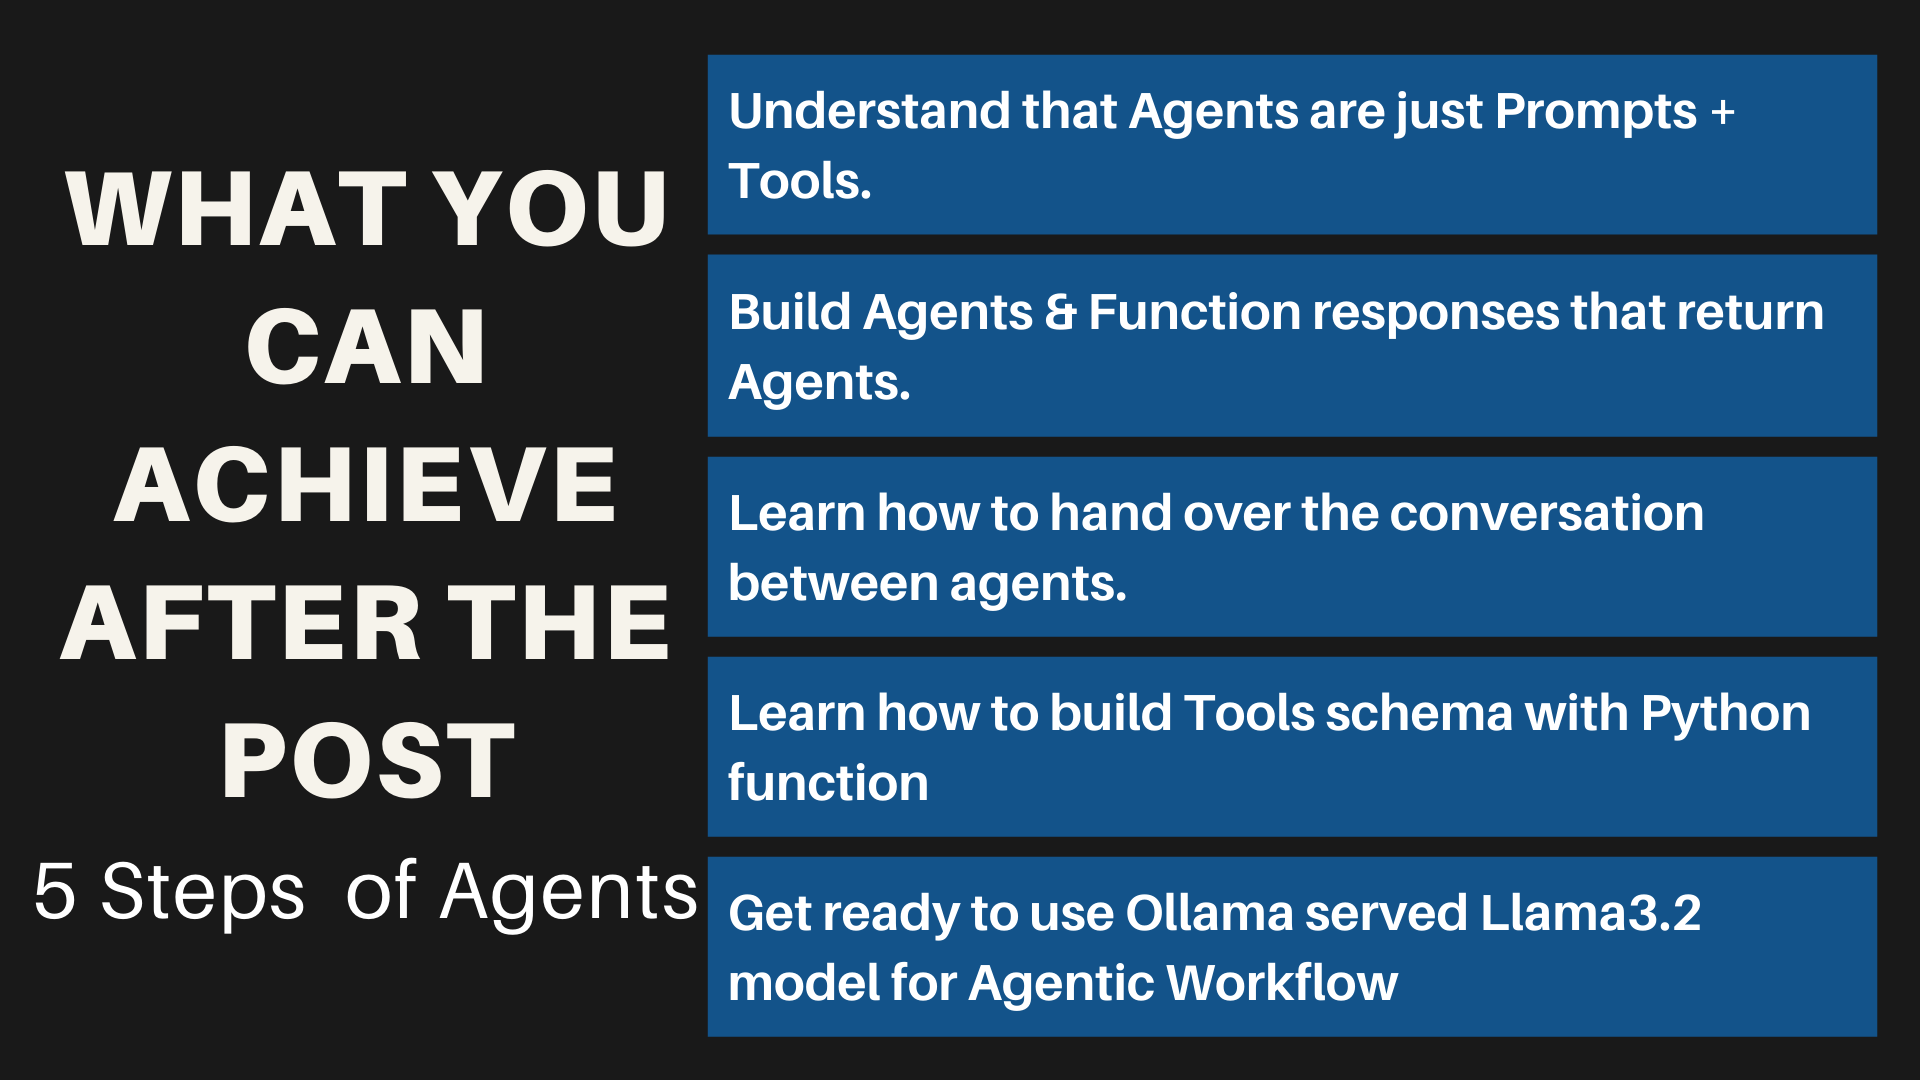 WHAT YOU
CAN
ACHIEVE
AFTER THE
POST
5 Steps  of Agents
Understand that Agents are just Prompts +
Tools.
Build Agents & Function responses that return
Agents.
Learn how to hand over the conversation
between agents.
Learn how to build Tools schema with Python
function
Get ready to use Ollama served Llama3.2
model for Agentic Workflow